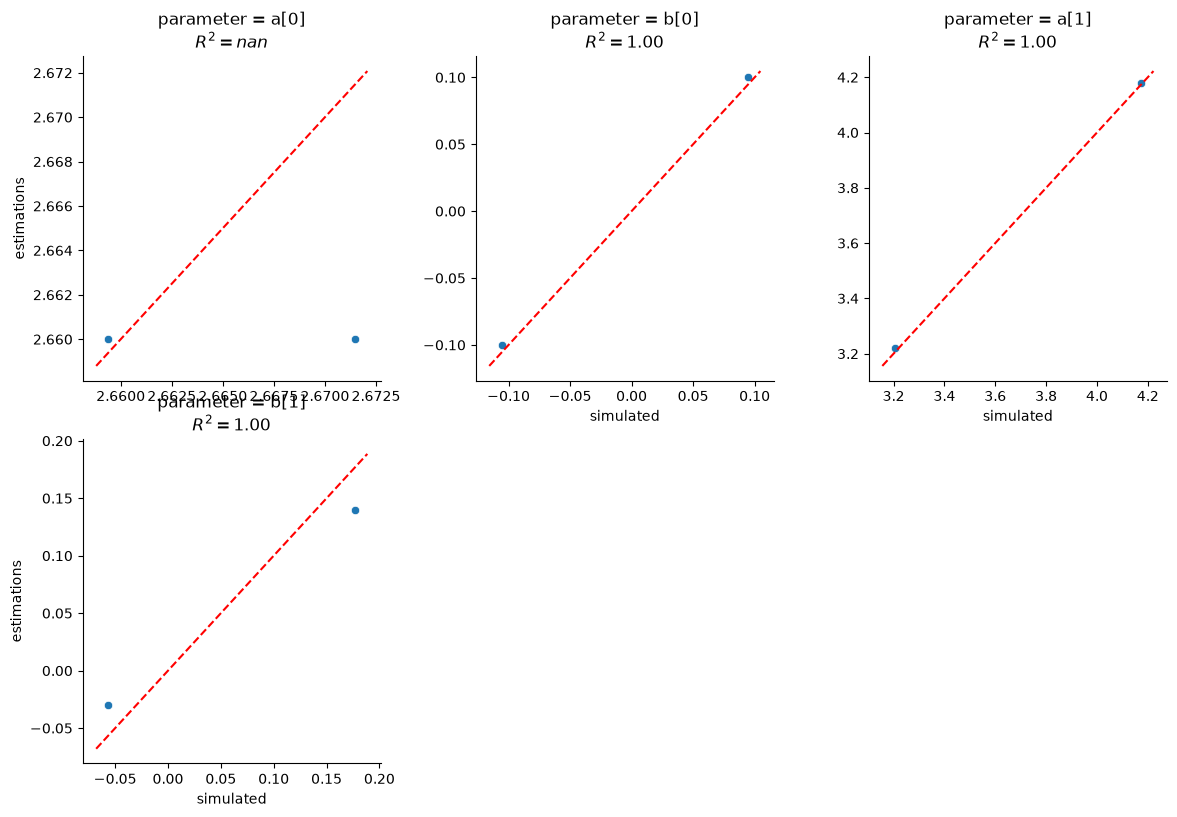 parameter = a[0]
R² = nan
2.672
2.670
2.668
2.666
2.664
2.662
2.660
estimations
2.6600 2.6625 2.6650 2.6675 2.6700 2.6725
parameter = b[0]
R² = 1.00
0.10
0.05
0.00
−0.05
−0.10
−0.10 −0.05 0.00 0.05 0.10
simulated
parameter = a[1]
R² = 1.00
4.2
4.0
3.8
3.6
3.4
3.2
3.2 3.4 3.6 3.8 4.0 4.2
simulated
parameter = b[1]
R² = 1.00
0.20
0.15
0.10
0.05
0.00
−0.05
estimations
−0.05 0.00 0.05 0.10 0.15 0.20
simulated